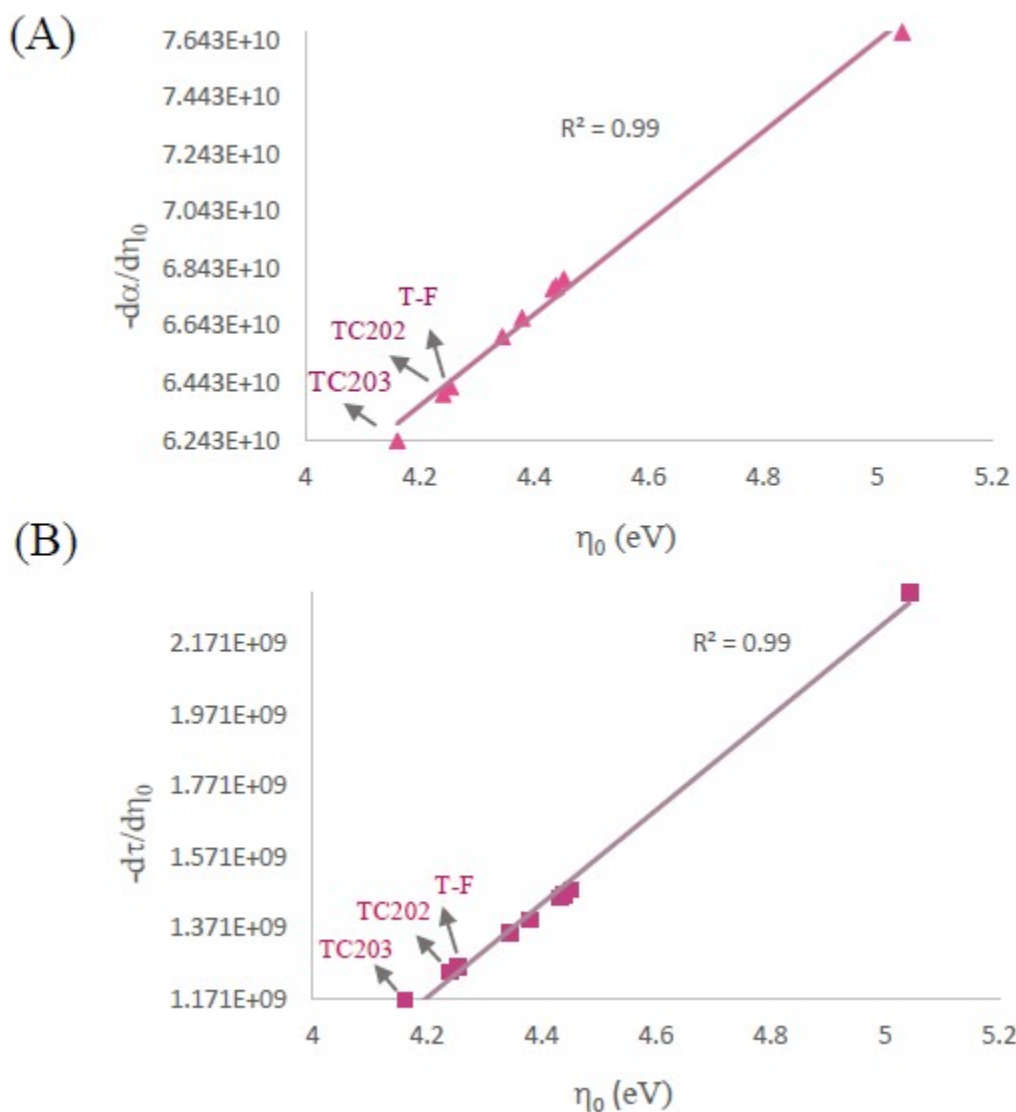 (A)
7.643E+10
7.443E+10
7.243E+10
7.043E+10
6.843E+10
6.643E+10
6.443E+10
6.243E+10
-dα/dη₀
R² = 0.99
T-F
TC202
TC203
4 4.2 4.4 4.6 4.8 5 5.2
η₀ (eV)
(B)
2.171E+09
1.971E+09
1.771E+09
1.571E+09
1.371E+09
1.171E+09
-dτ/dη₀
R² = 0.99
T-F
TC202
TC203
4 4.2 4.4 4.6 4.8 5 5.2
η₀ (eV)